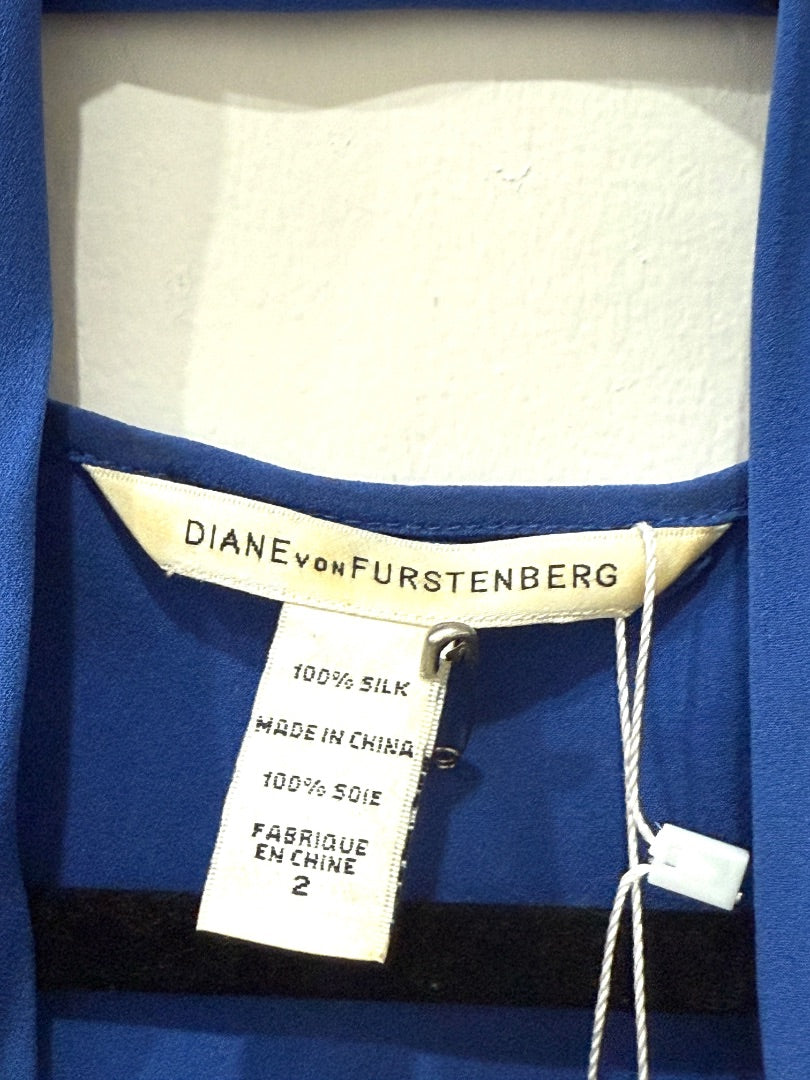 DIANE VON FURSTENBERG
100% SILK
MADE IN CHINA
100% SOIE
FABRIQUE
EN CHINE
2